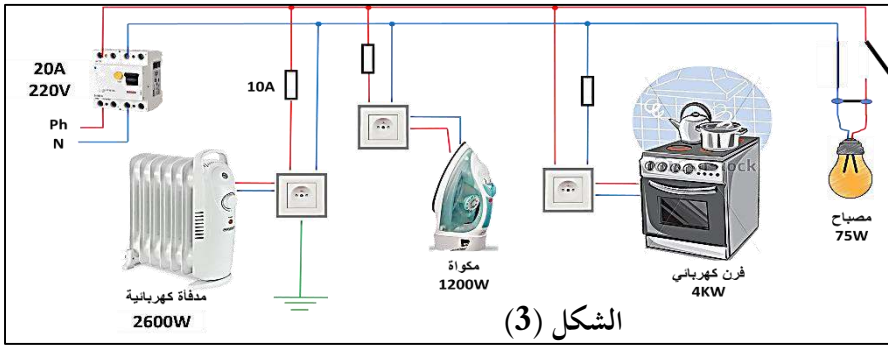 20A
220V
Ph
N
10A
مدفأة كهربائية
2600W
مكواة
1200W
فرن كهربائي
4KW
مصباح
75W
الشكل (3)